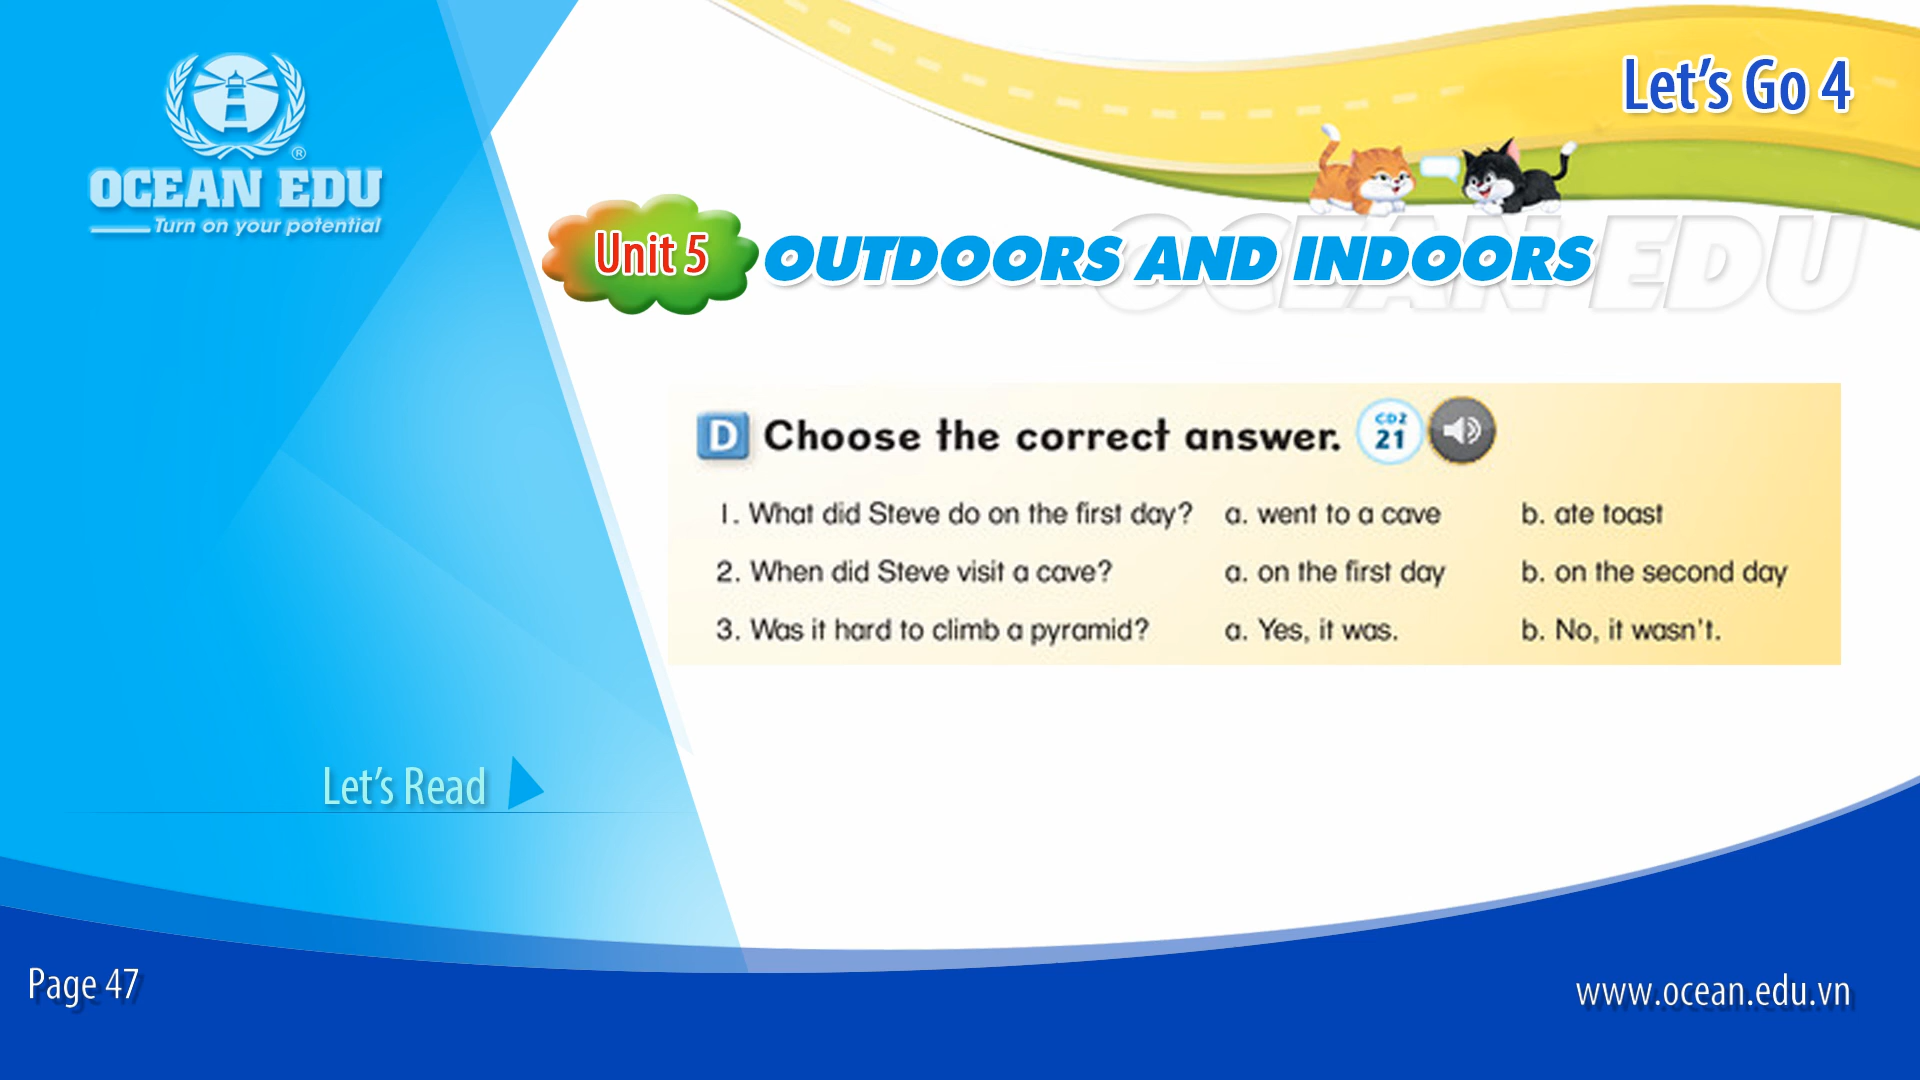 OCEAN EDU
®
Turn on your potential
Let's Go 4
Unit 5 OUTDOORS AND INDOORS
OCEAN EDU
D Choose the correct answer. CD2 21
1. What did Steve do on the first day? a. went to a cave b. ate toast
2. When did Steve visit a cave? a. on the first day b. on the second day
3. Was it hard to climb a pyramid? a. Yes, it was. b. No, it wasn't.
Let's Read
Page 47
www.ocean.edu.vn